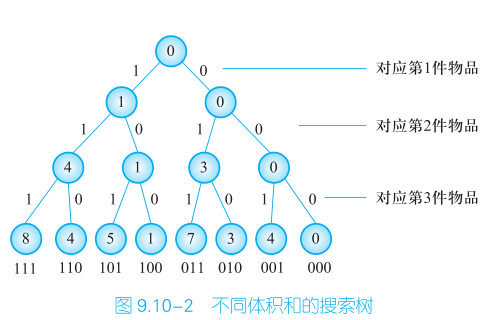 0
1 0 对应第1件物品
1 0
1 0 1 0 对应第2件物品
4 1 3 0
1 0 1 0 1 0 1 0 对应第3件物品
8 4 5 1 7 3 4 0
111 110 101 100 011 010 001 000
图 9.10-2 不同体积和的搜索树